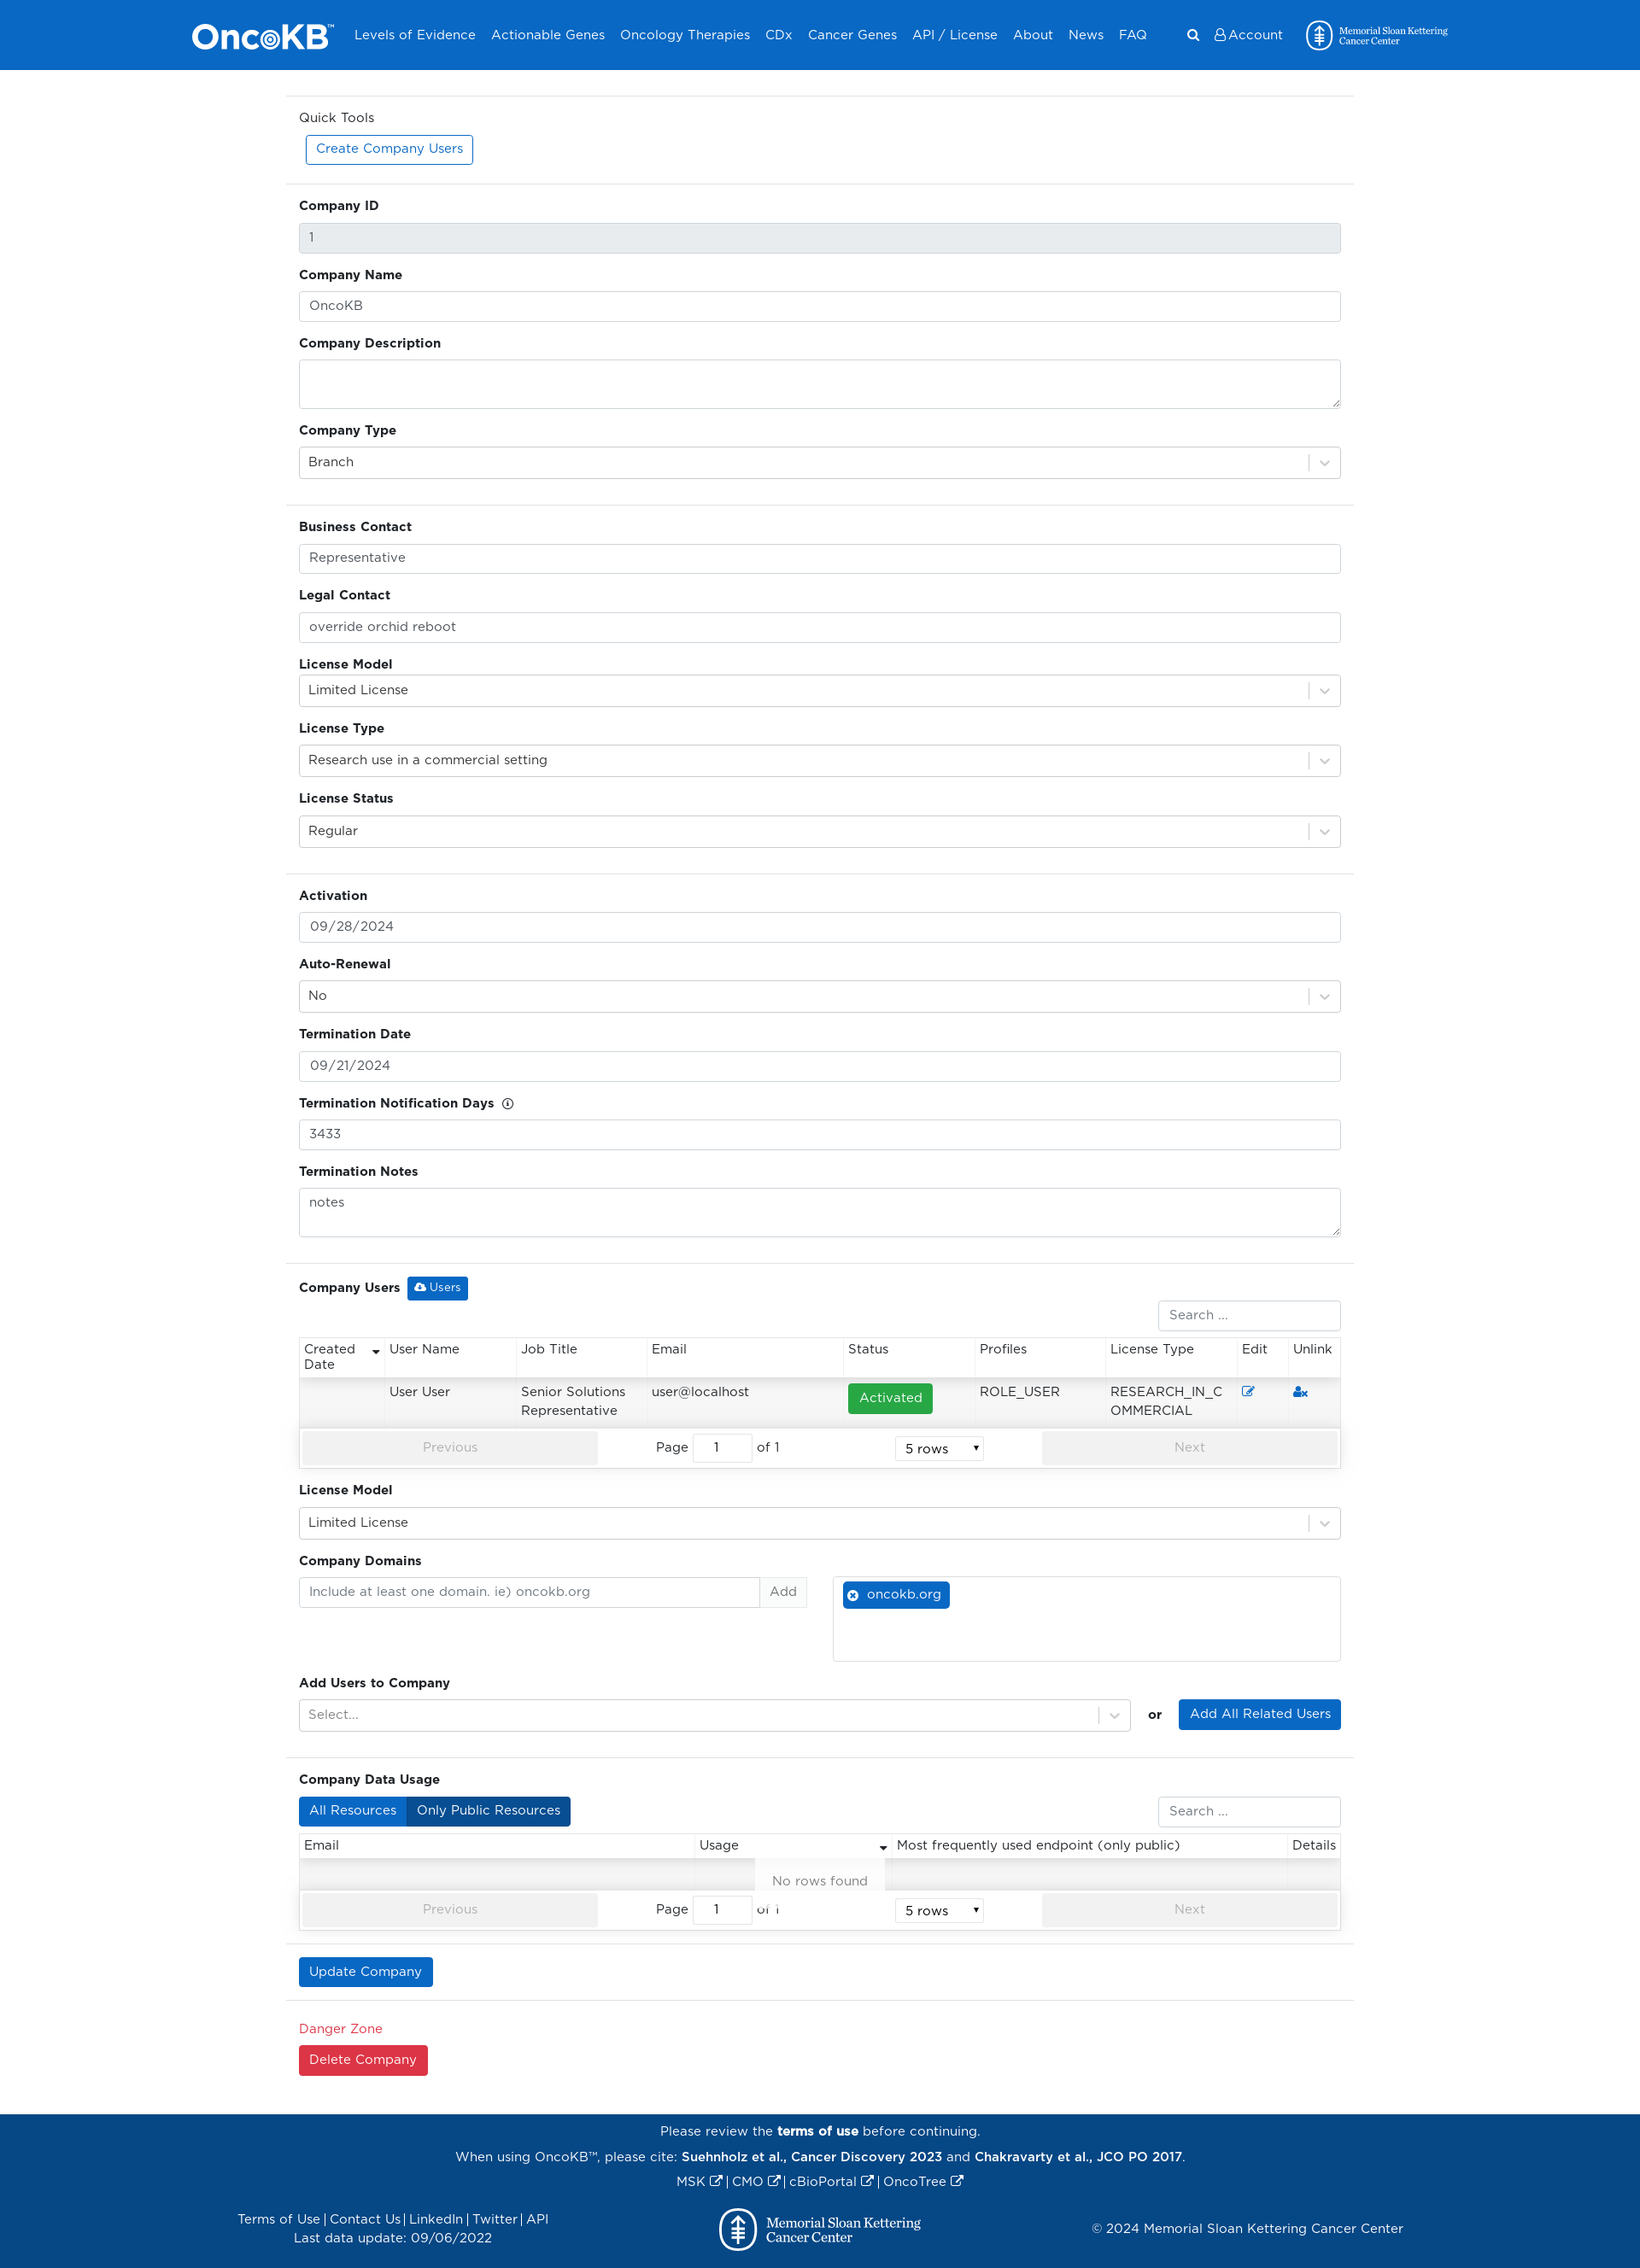 OncoKB™ Levels of Evidence Actionable Genes Oncology Therapies CDx Cancer Genes API / License About News FAQ Account Memorial Sloan Kettering
Cancer Center
Quick Tools
Create Company Users
Company ID
1
Company Name
OncoKB
Company Description
Company Type
Branch
Business Contact
Representative
Legal Contact
override orchid reboot
License Model
Limited License
License Type
Research use in a commercial setting
License Status
Regular
Activation
09/28/2024
Auto-Renewal
No
Termination Date
09/21/2024
Termination Notification Days
3433
Termination Notes
notes
Company Users Users
Search ...
Created User Name Job Title Email Status Profiles License Type Edit Unlink
Date
User User Senior Solutions user@localhost Activated ROLE_USER RESEARCH_IN_C
Representative OMMERCIAL
Previous Page 1 of 1 5 rows Next
License Model
Limited License
Company Domains
Include at least one domain. ie) oncokb.org Add oncokb.org
Add Users to Company
Select... or Add All Related Users
Company Data Usage
All Resources Only Public Resources Search ...
Email Usage Most frequently used endpoint (only public) Details
No rows found
Previous Page 1 of 1 5 rows Next
Update Company
Danger Zone
Delete Company
Please review the terms of use before continuing.
When using OncoKB™, please cite: Suehnholz et al., Cancer Discovery 2023 and Chakravarty et al., JCO PO 2017.
MSK | CMO | cBioPortal | OncoTree
Terms of Use | Contact Us | LinkedIn | Twitter | API
Last data update: 09/06/2022
Memorial Sloan Kettering
Cancer Center
© 2024 Memorial Sloan Kettering Cancer Center